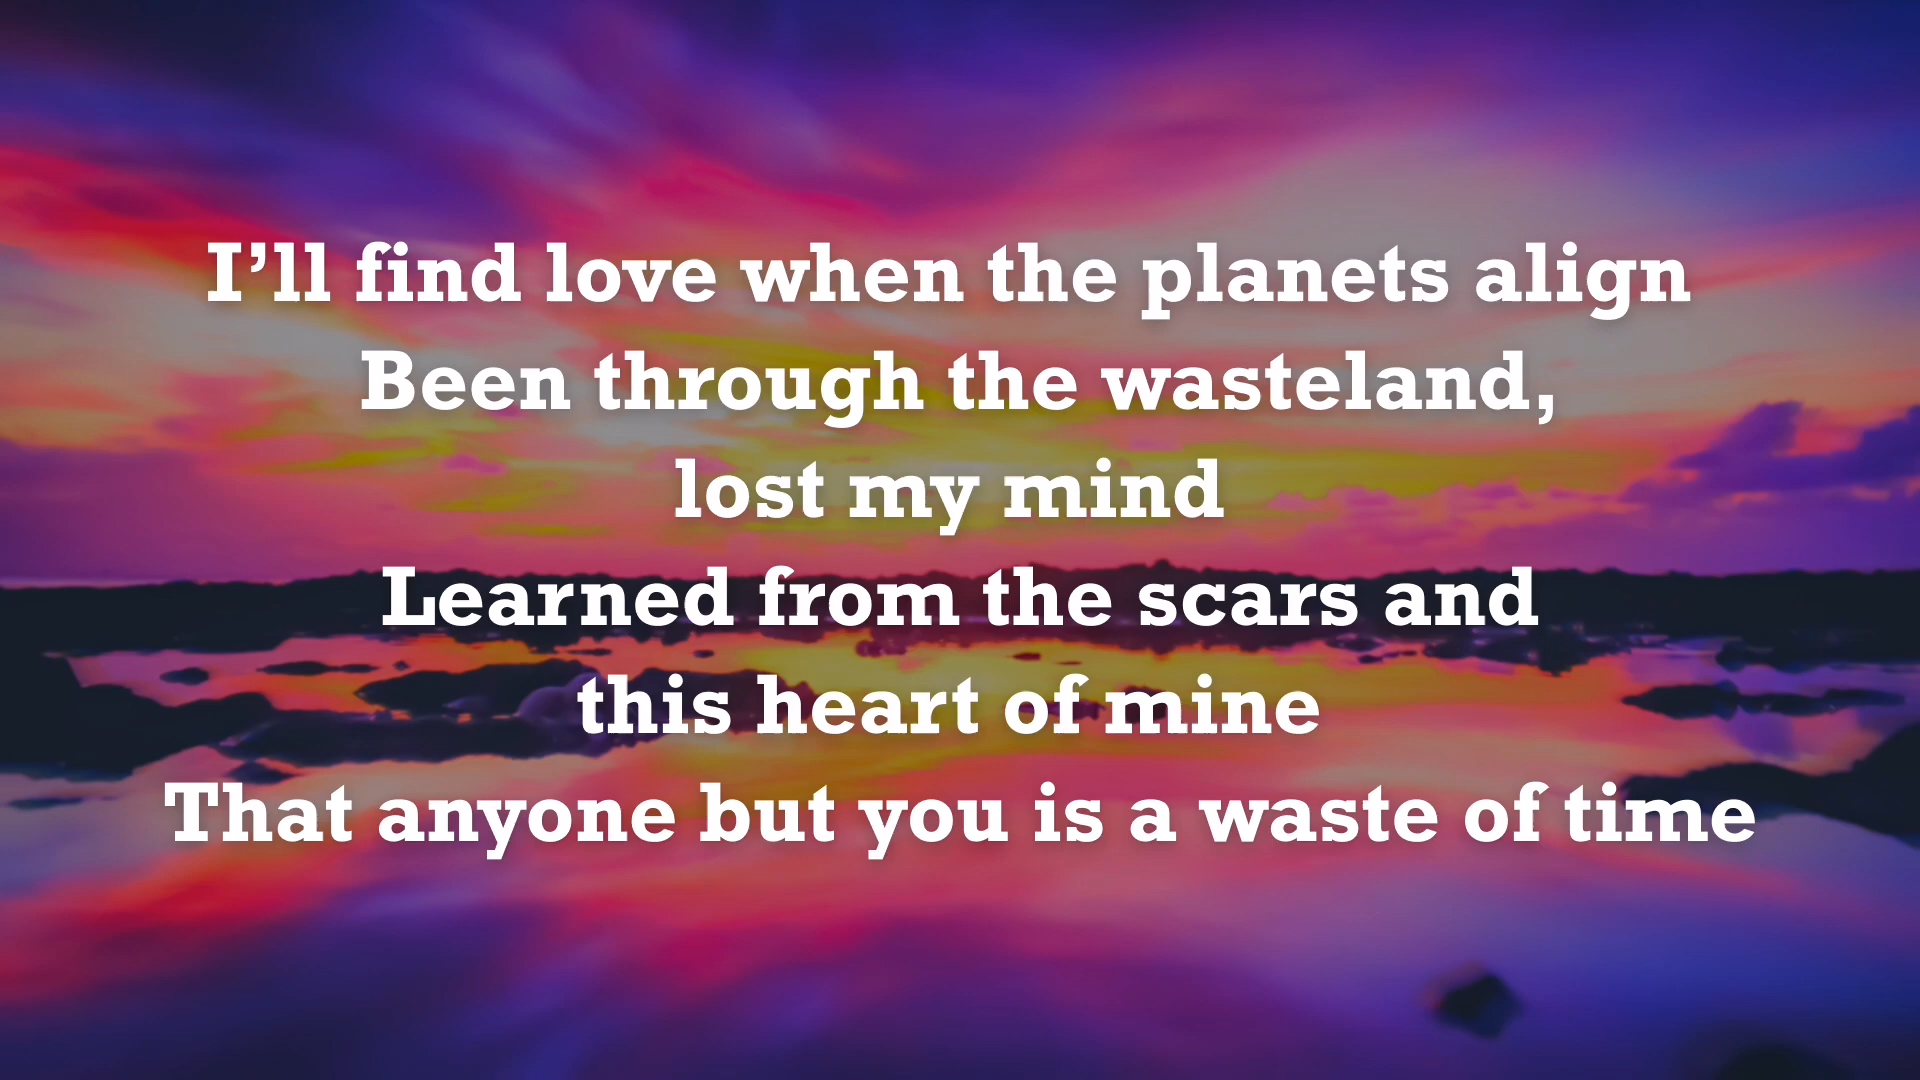 I’ll find love when the planets align
Been through the wasteland,
lost my mind
Learned from the scars and
this heart of mine
That anyone but you is a waste of time